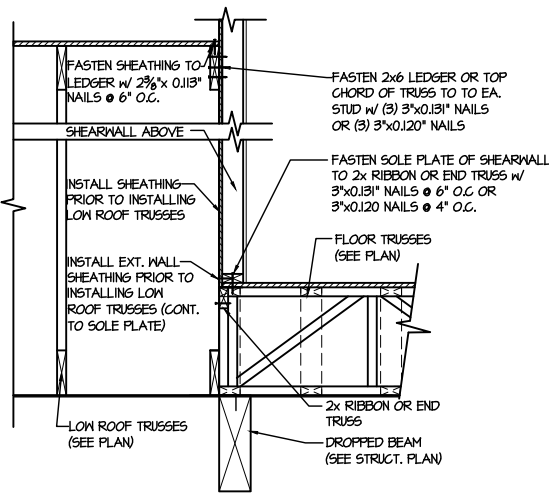 FASTEN SHEATHING TO
LEDGER W/ 2⅜"x 0.113"
NAILS @ 6" O.C.
FASTEN 2x6 LEDGER OR TOP
CHORD OF TRUSS TO TO EA.
STUD W/ (3) 3"x0.131" NAILS
OR (3) 3"x0.120" NAILS
SHEARWALL ABOVE
FASTEN SOLE PLATE OF SHEARWALL
TO 2x RIBBON OR END TRUSS W/
3"x0.131" NAILS @ 6" O.C OR
3"x0.120 NAILS @ 4" O.C.
INSTALL SHEATHING
PRIOR TO INSTALLING
LOW ROOF TRUSSES
FLOOR TRUSSES
(SEE PLAN)
INSTALL EXT. WALL
SHEATHING PRIOR TO
INSTALLING LOW
ROOF TRUSSES (CONT.
TO SOLE PLATE)
2x RIBBON OR END
TRUSS
LOW ROOF TRUSSES
(SEE PLAN)
DROPPED BEAM
(SEE STRUCT. PLAN)